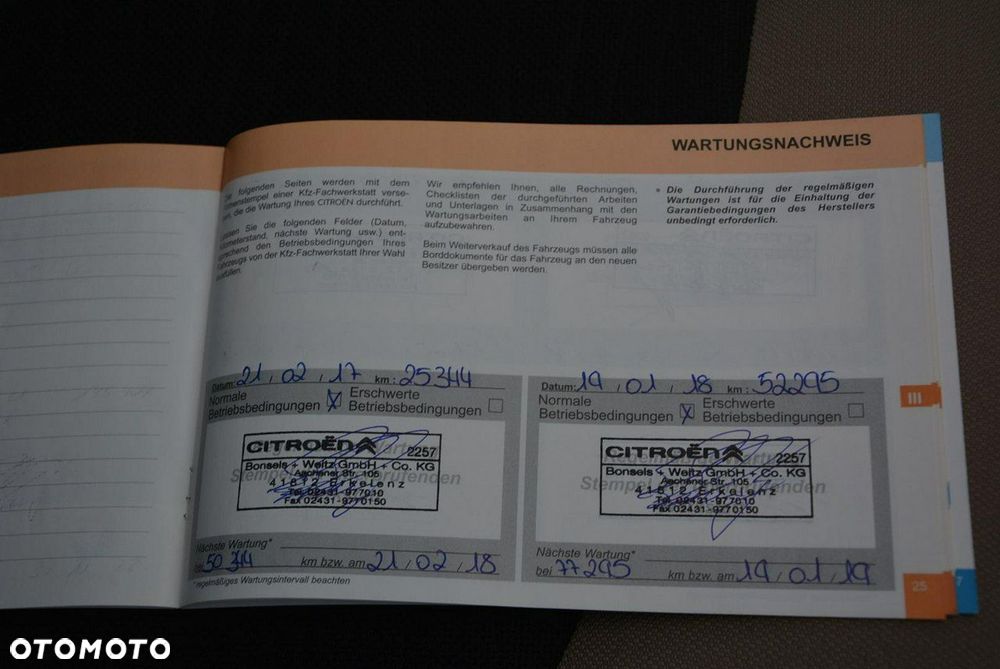 WARTUNGSNACHWEIS
folgenden Seiten werden mit dem
einer Kfz-Fachwerkstatt verse-
die die Wartung Ihres CITROËN durchführt.
Sie die folgenden Felder (Datum,
nächste Wartung usw.) ent-
den Betriebsbedingungen Ihres
von der Kfz-Fachwerkstatt Ihrer Wahl
Wir empfehlen Ihnen, alle Rechnungen,
Checklisten der durchgeführten Arbeiten
und Unterlagen in Zusammenhang mit den
Wartungsarbeiten an Ihrem Fahrzeug
aufzubewahren.
Beim Weiterverkauf des Fahrzeugs müssen alle
Borddokumente für das Fahrzeug an den neuen
Besitzer übergeben werden.
Die Durchführung der regelmäßigen
Wartungen ist für die Einhaltung der
Garantiebedingungen des Herstellers
unbedingt erforderlich.
Datum: 21 / 02 / 17 km: 25344
Normale
Betriebsbedingungen
Erschwerte
Betriebsbedingungen
CITROËN 2257
Bonsels + Weitz GmbH + Co. KG
Aachener Str. 105
41812 Erkelenz
Tel. 02431-977010
Fax 02431-9770150
Nächste Wartung*
bei 50 344 km bzw. am 21 / 02 / 18
* regelmäßiges Wartungsintervall beachten
Datum: 19 / 01 / 18 km: 52295
Normale
Betriebsbedingungen
Erschwerte
Betriebsbedingungen
CITROËN 2257
Bonsels + Weitz GmbH + Co. KG
Aachener Str. 105
41812 Erkelenz
Tel. 02431-977010
Fax 02431-9770150
Nächste Wartung*
bei 77295 km bzw. am 19 / 01 / 19
III
25
7
OTOMOTO